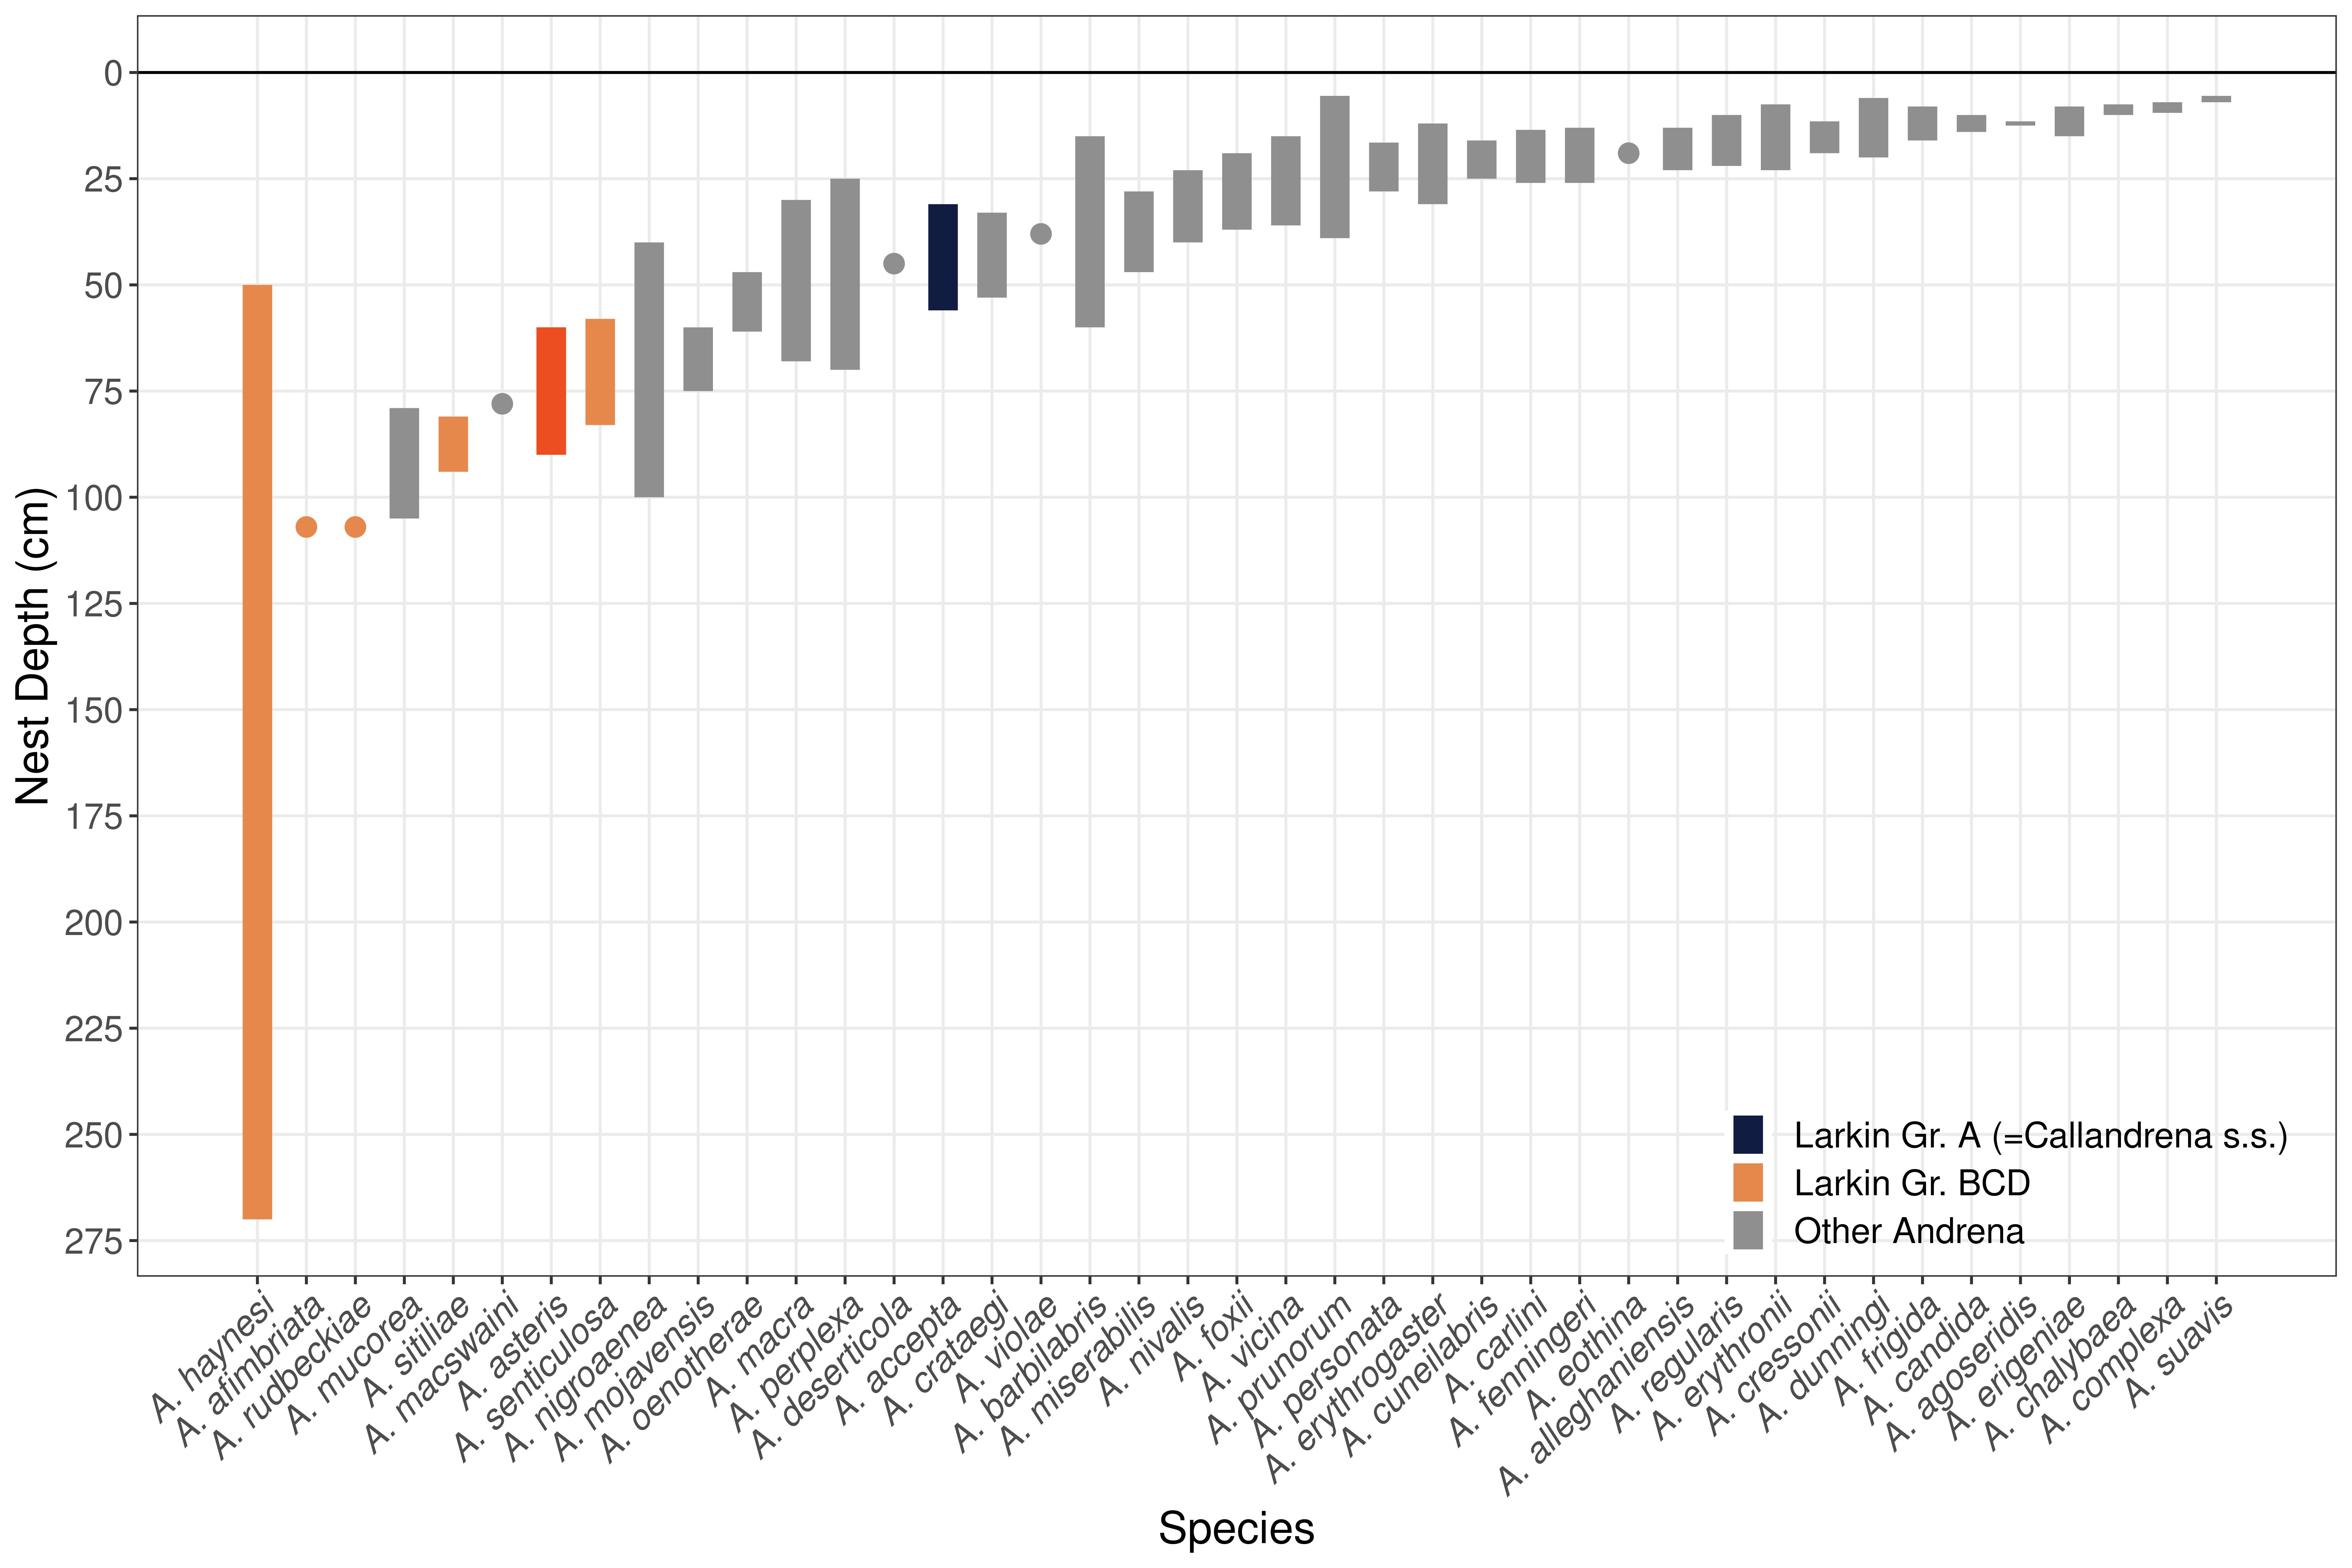 Nest Depth (cm)
0
25
50
75
100
125
150
175
200
225
250
275
Larkin Gr. A (=Callandrena s.s.)
Larkin Gr. BCD
Other Andrena
A. haynesi
A. afimbriata
A. rudbeckiae
A. mucorea
A. sitiliae
A. macswaini
A. asteris
A. senticulosa
A. nigroaenea
A. mojavensis
A. oenotherae
A. macra
A. perplexa
A. deserticola
A. accepta
A. crataegi
A. violae
A. barbilabris
A. miserabilis
A. nivalis
A. foxii
A. vicina
A. prunorum
A. personata
A. erythrogaster
A. cuneilabris
A. carlini
A. fenningeri
A. eothina
A. alleghaniensis
A. regularis
A. erythronii
A. cressonii
A. dunningi
A. frigida
A. candida
A. agoseridis
A. erigeniae
A. chalybaea
A. complexa
A. suavis
Species